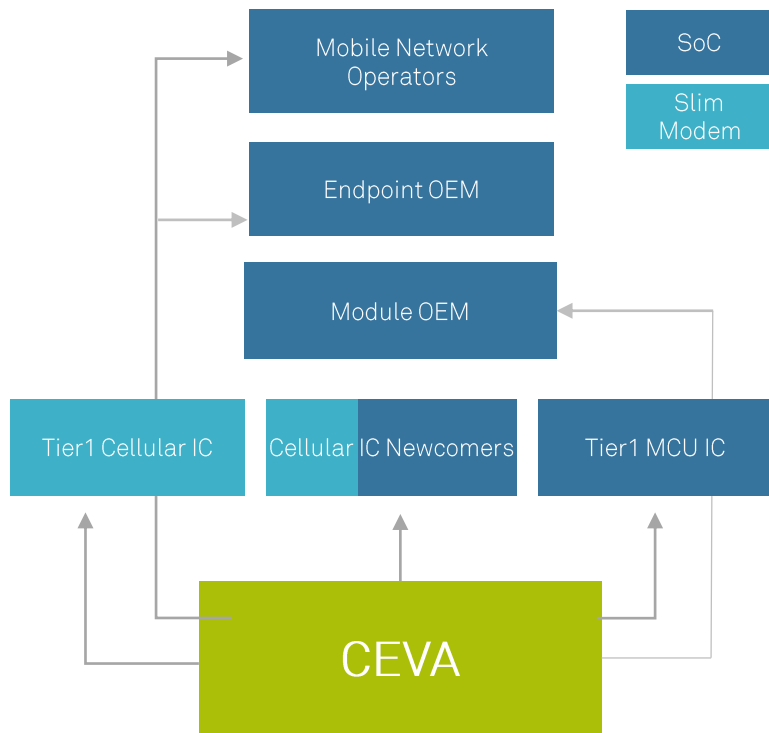 Mobile Network
Operators
SoC
Slim
Modem
Endpoint OEM
Module OEM
Tier1 Cellular IC
Cellular IC Newcomers
Tier1 MCU IC
CEVA